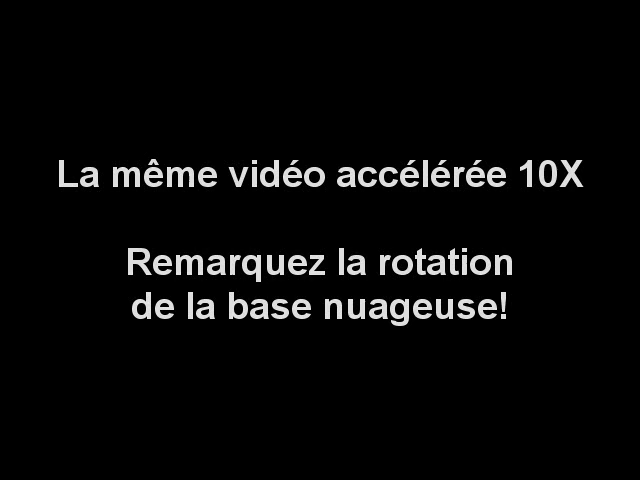 La même vidéo accélérée 10X
Remarquez la rotation
de la base nuageuse!